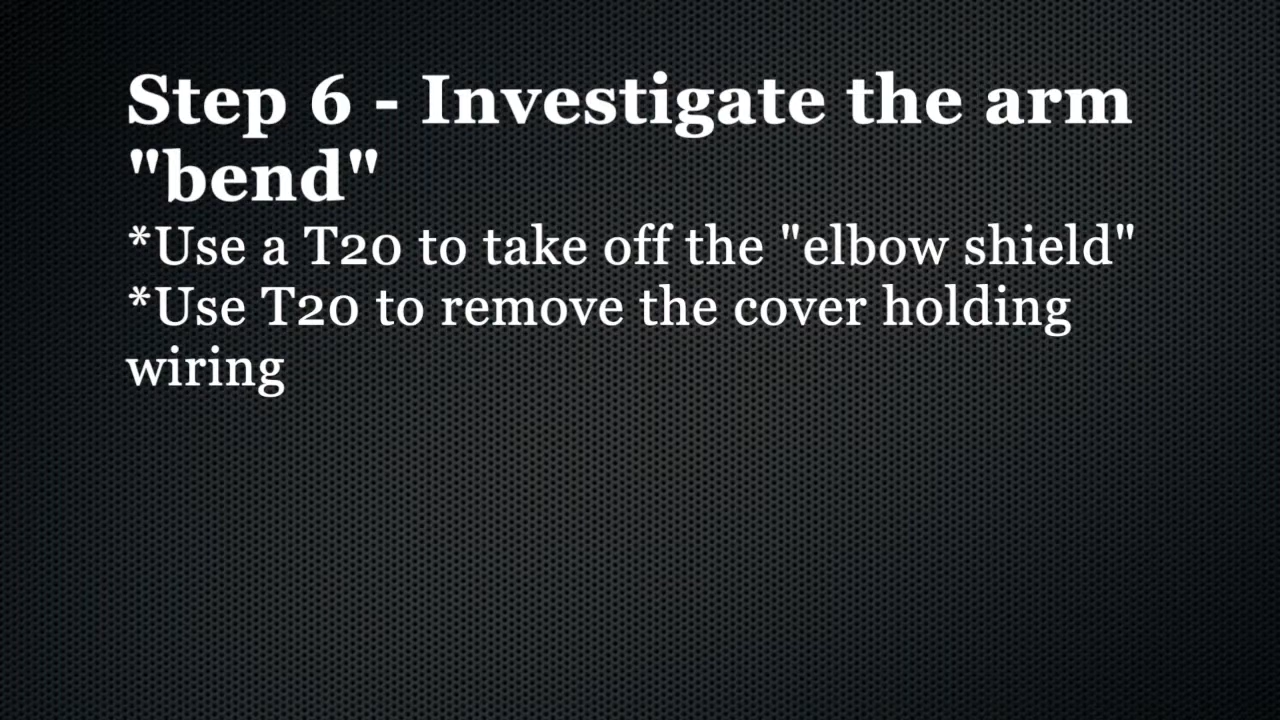 Step 6 - Investigate the arm
"bend"
*Use a T20 to take off the "elbow shield"
*Use T20 to remove the cover holding
wiring